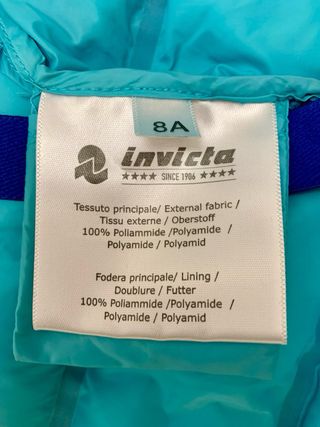 8A
invicta
★★★★ SINCE 1906 ★★★★
Tessuto principale/ External fabric /
Tissu externe / Oberstoff
100% Poliammide /Polyamide /
Polyamide / Polyamid
Fodera principale/ Lining /
Doublure / Futter
100% Poliammide /Polyamide /
Polyamide / Polyamid